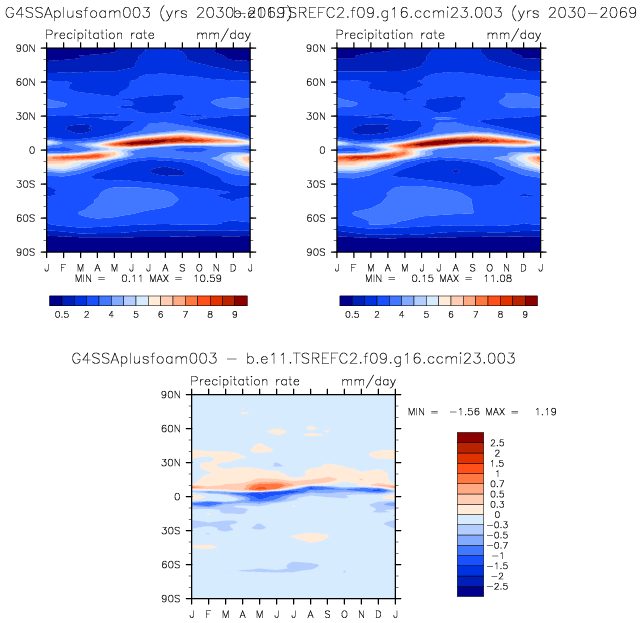 G4SSAplusfoam003 (yrs 2030-2069)
b.e11.TSREFC2.f09.g16.ccmi23.003 (yrs 2030-2069
Precipitation rate mm/day
Precipitation rate mm/day
90N
60N
30N
0
30S
60S
90S
J F M A M J J A S O N D J
MIN = 0.11 MAX = 10.59
0.5 2 4 5 6 7 8 9
90N
60N
30N
0
30S
60S
90S
J F M A M J J A S O N D J
MIN = 0.15 MAX = 11.08
0.5 2 4 5 6 7 8 9
G4SSAplusfoam003 - b.e11.TSREFC2.f09.g16.ccmi23.003
Precipitation rate mm/day
90N
60N
30N
0
30S
60S
90S
J F M A M J J A S O N D J
MIN = -1.56 MAX = 1.19
2.5
2
1.5
1
0.7
0.5
0.3
0
-0.3
-0.5
-0.7
-1
-1.5
-2
-2.5